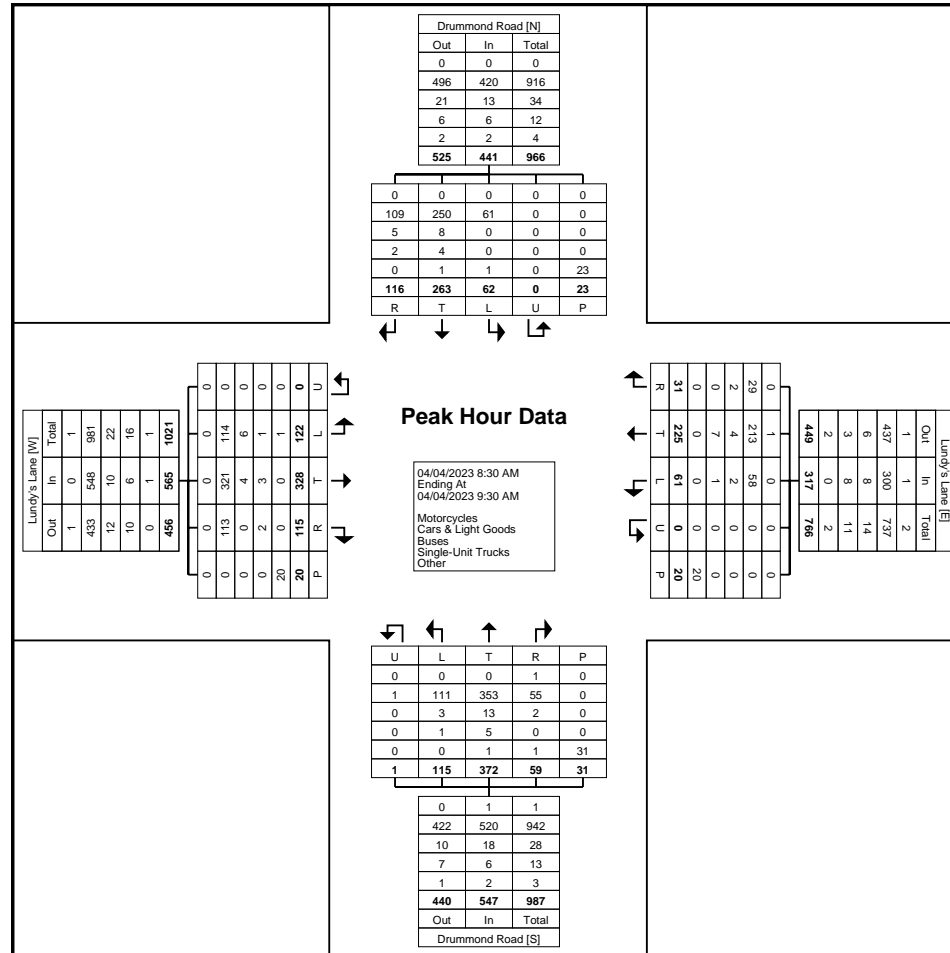 Drummond Road [N]
Out In Total
0 0 0
496 420 916
21 13 34
6 6 12
2 2 4
525 441 966
0 0 0 0 0
109 250 61 0 0
5 8 0 0 0
2 4 0 0 0
0 1 1 0 23
116 263 62 0 23
R T L U P
Lundy's Lane [W]
Out In Total
1 0 1
433 548 981
12 10 22
10 6 16
0 1 1
456 565 1021
0 0 0 0 0
0 113 321 114 0
0 0 4 6 0
0 2 3 1 0
20 0 0 1 0
20 115 328 122 0
P R T L U
Peak Hour Data
04/04/2023 8:30 AM
Ending At
04/04/2023 9:30 AM
Motorcycles
Cars & Light Goods
Buses
Single-Unit Trucks
Other
Lundy's Lane [E]
Out In Total
1 1 2
437 300 737
6 8 14
3 8 11
2 0 2
449 317 766
0 1 0 0 0
29 213 58 0 0
2 4 2 0 0
0 7 1 0 0
0 0 0 0 20
31 225 61 0 20
R T L U P
U L T R P
0 0 0 1 0
1 111 353 55 0
0 3 13 2 0
0 1 5 0 0
0 0 1 1 31
1 115 372 59 31
0 1 1
422 520 942
10 18 28
7 6 13
1 2 3
440 547 987
Out In Total
Drummond Road [S]